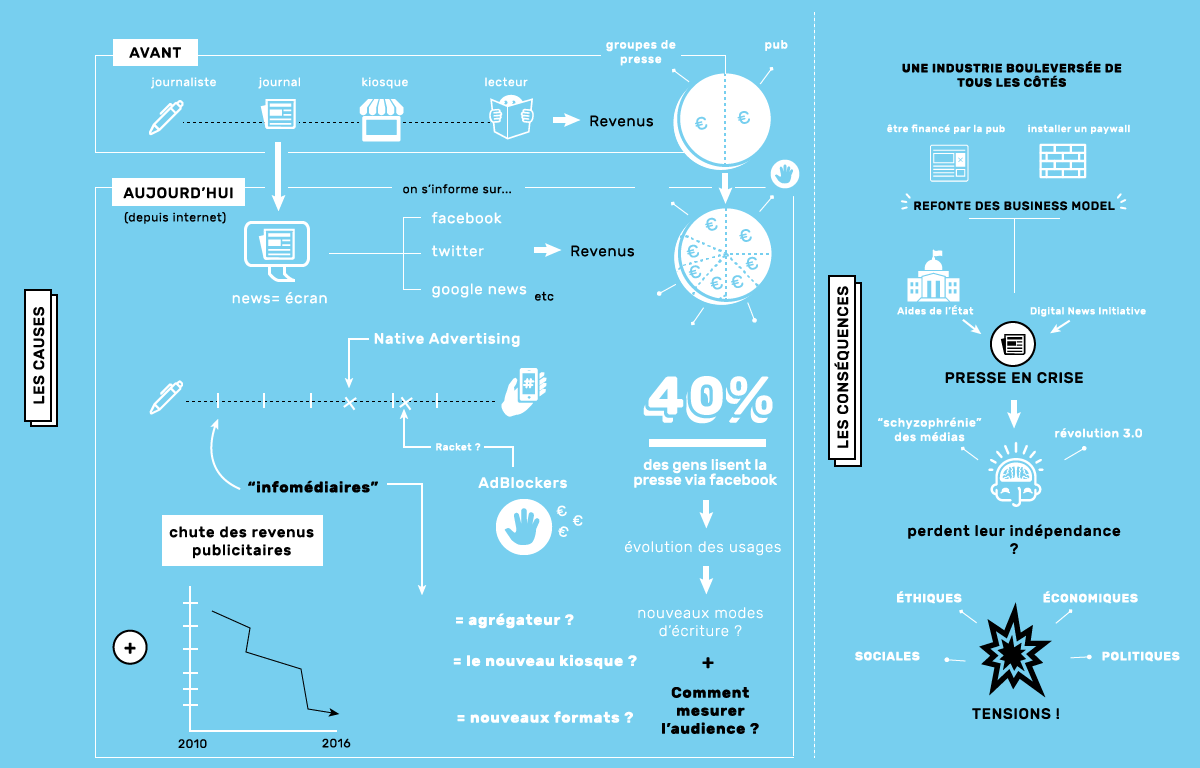 LES CAUSES
AVANT
journaliste
journal
kiosque
lecteur
Revenus
groupes de
presse
pub
€ €
AUJOURD'HUI
(depuis internet)
on s'informe sur...
news= écran
facebook
twitter
google news
etc
Revenus
€ € € € € € €
Native Advertising
#
Racket ?
AdBlockers
€ € €
"infomédiaires"
chute des revenus
publicitaires
+
2010
2016
= agrégateur ?
= le nouveau kiosque ?
= nouveaux formats ?
40%
des gens lisent la
presse via facebook
évolution des usages
nouveaux modes
d'écriture ?
+
Comment
mesurer
l'audience ?
LES CONSÉQUENCES
UNE INDUSTRIE BOULEVERSÉE DE
TOUS LES CÔTÉS
être financé par la pub
installer un paywall
REFONTE DES BUSINESS MODEL
Aides de l'État
Digital News Initiative
PRESSE EN CRISE
"schyzophrénie"
des médias
révolution 3.0
perdent leur indépendance
?
ÉTHIQUES
ÉCONOMIQUES
SOCIALES
POLITIQUES
TENSIONS !